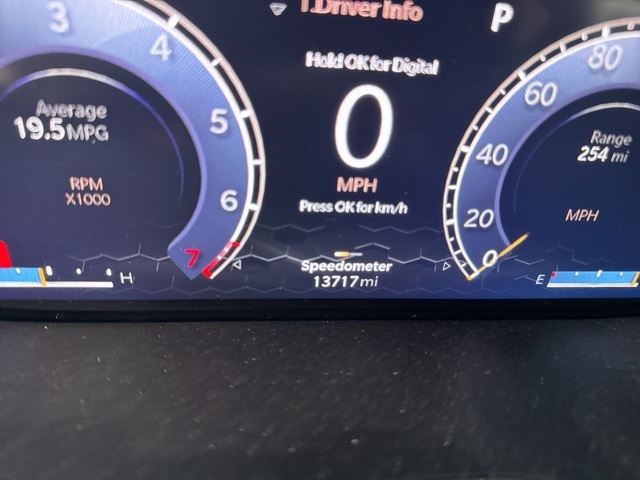 1.Driver Info
P
3
4
5
6
7
Average
19.5 MPG
RPM
X1000
H
Hold OK for Digital
0
MPH
Press OK for km/h
Speedometer
13717 mi
80
60
40
20
0
Range
254 mi
MPH
E